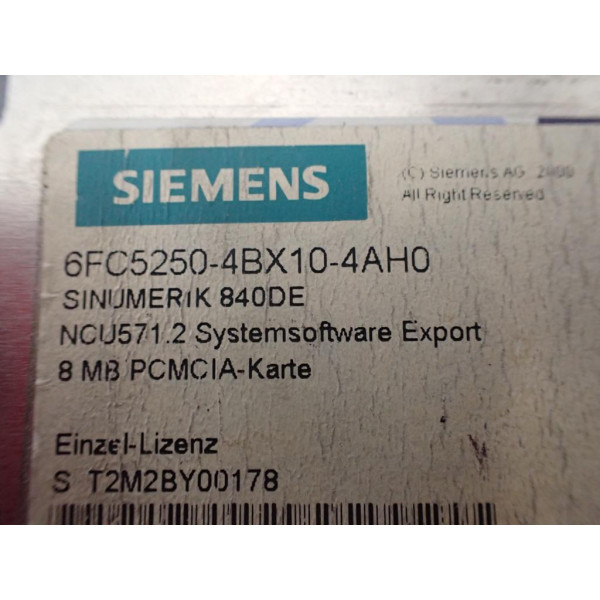 SIEMENS
(C) Siemens AG 2000
All Right Reserved
6FC5250-4BX10-4AH0
SINUMERIK 840DE
NCU571.2 Systemsoftware Export
8 MB PCMCIA-Karte
Einzel-Lizenz
S T2M2BY00178